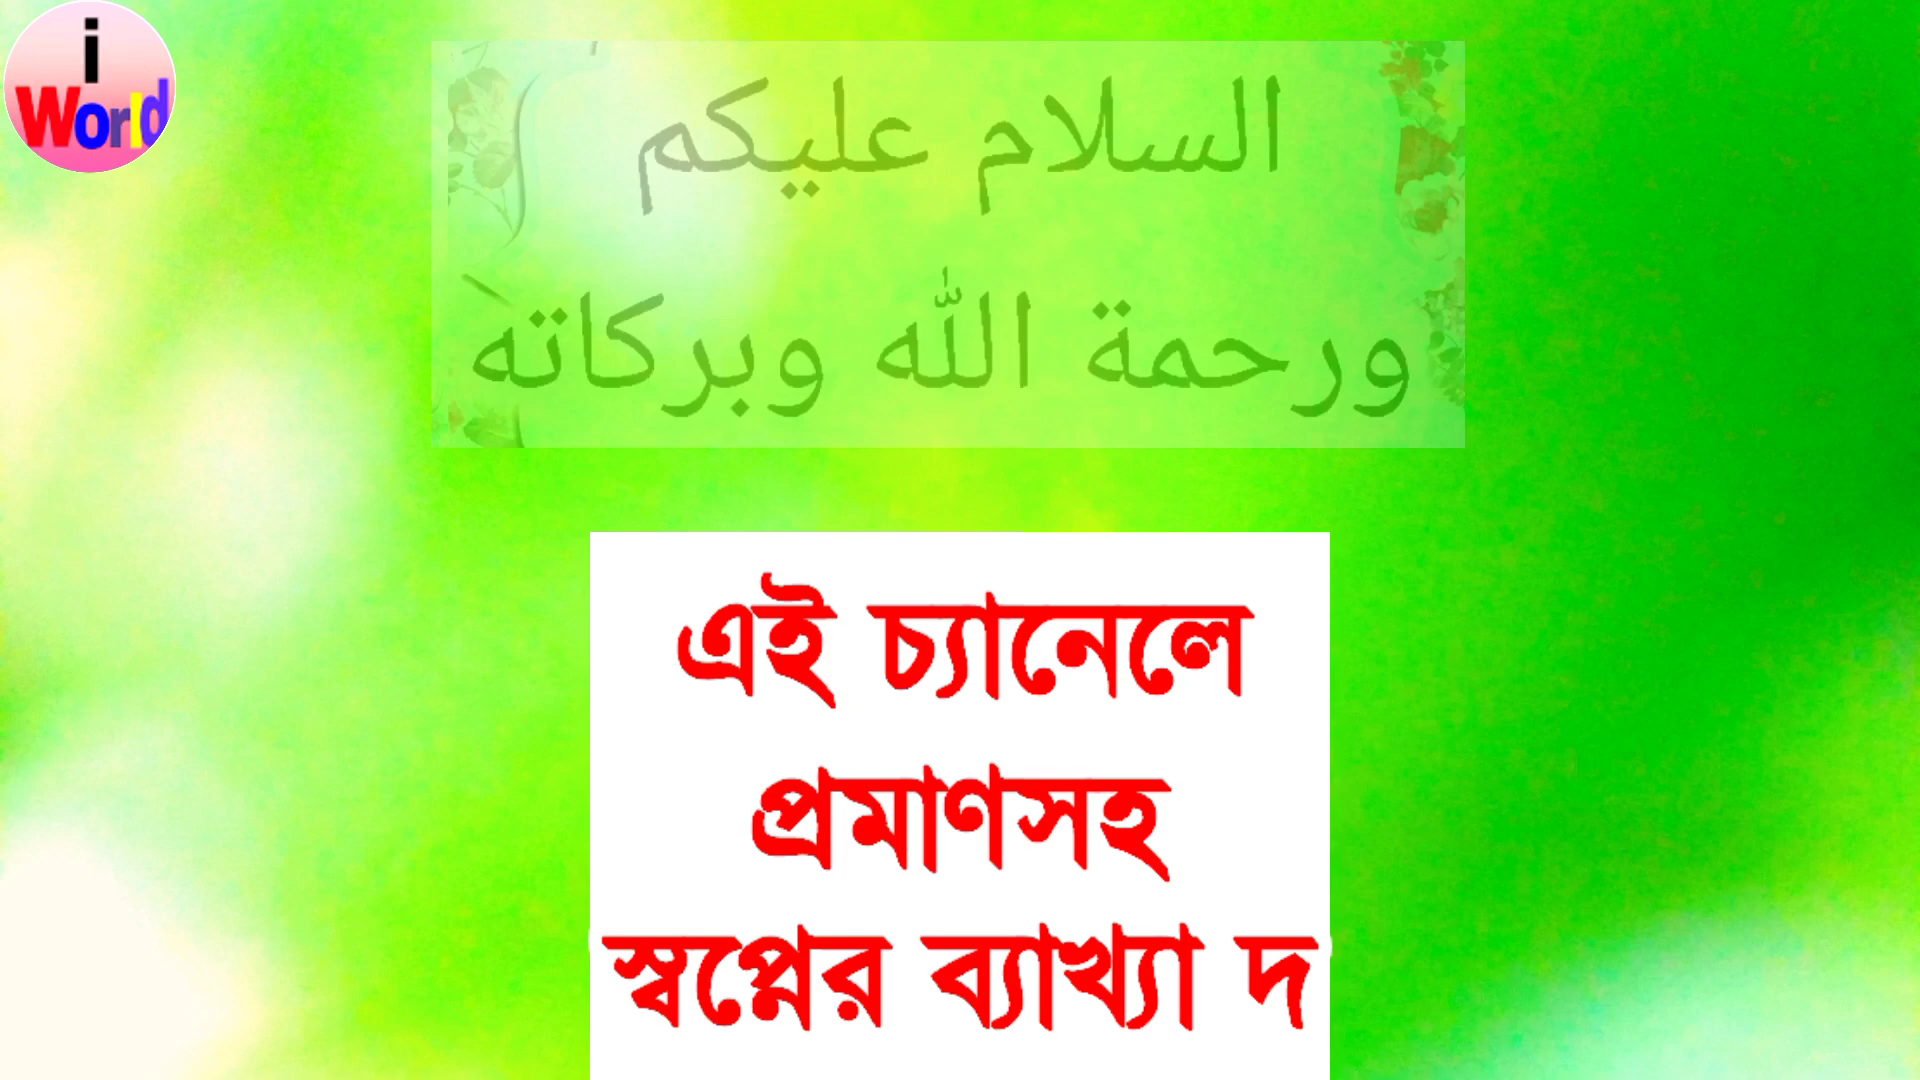 i
World
السلام عليكم
ورحمة الله وبركاته
এই চ্যানেলে
প্রমাণসহ
স্বপ্নের ব্যাখ্যা দ